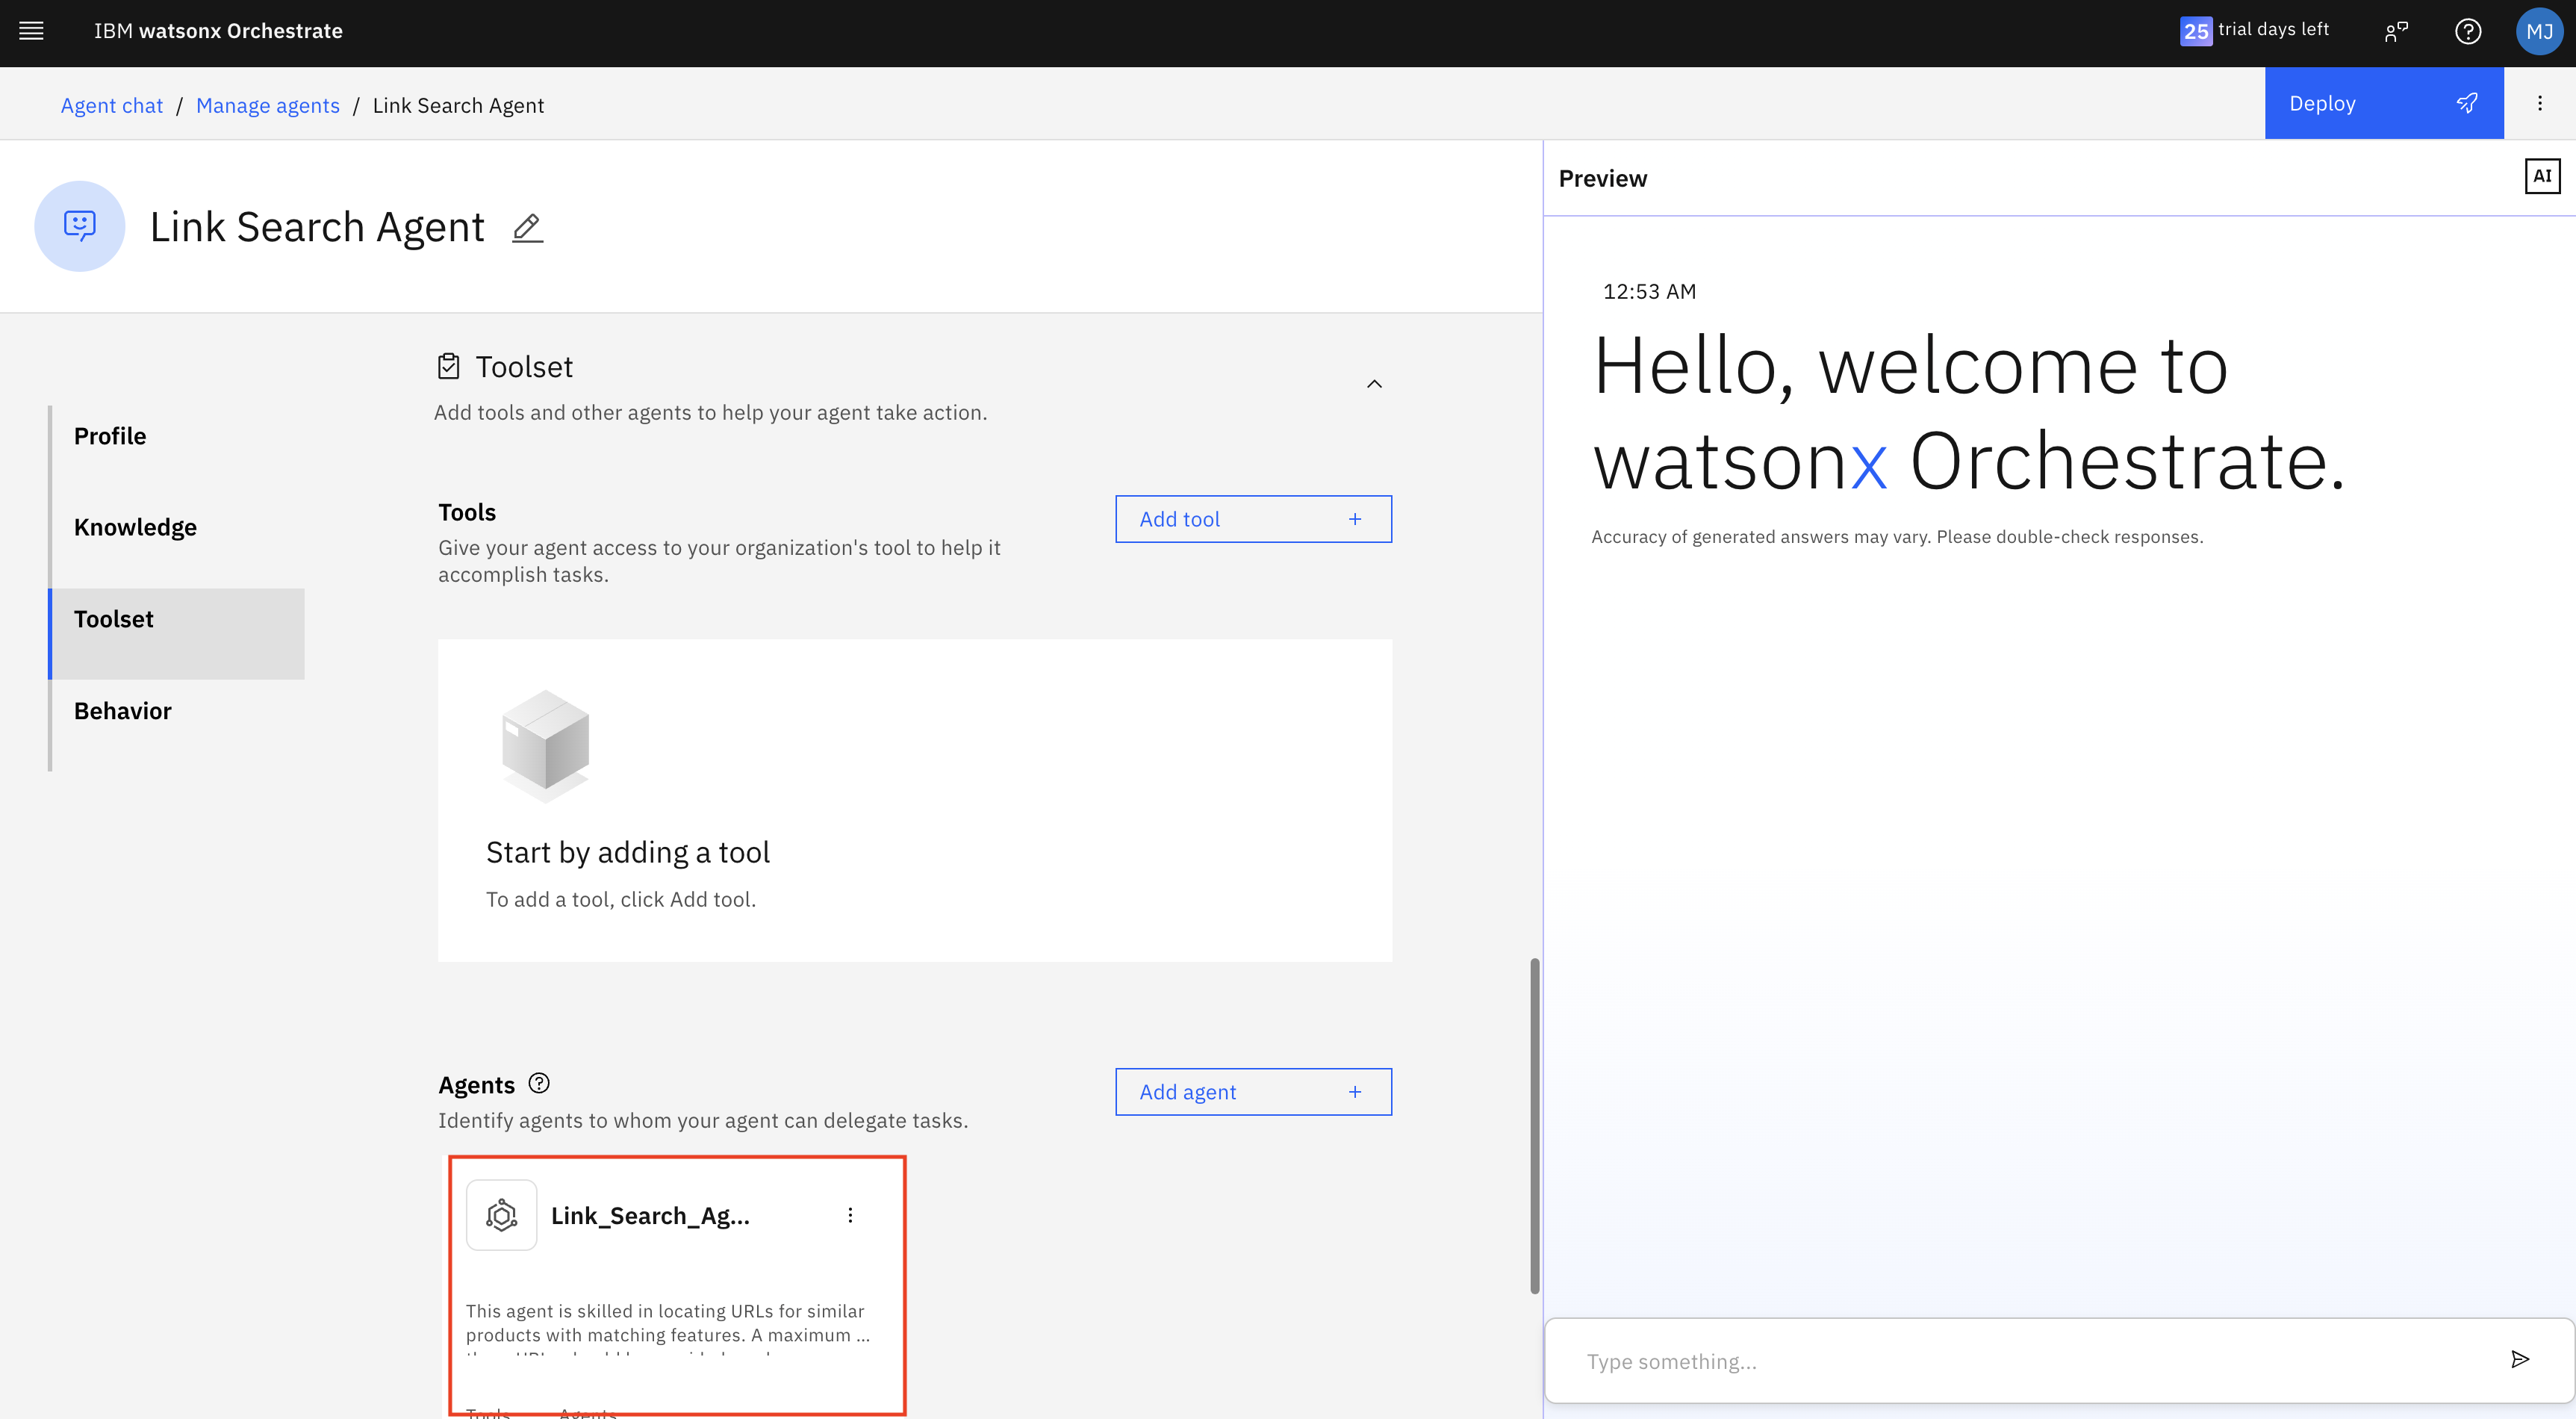 IBM watsonx Orchestrate
25 trial days left
MJ
Agent chat / Manage agents / Link Search Agent
Deploy
Link Search Agent
Profile
Knowledge
Toolset
Behavior
Toolset
Add tools and other agents to help your agent take action.
Tools
Give your agent access to your organization's tool to help it
accomplish tasks.
Add tool +
Start by adding a tool
To add a tool, click Add tool.
Agents
Identify agents to whom your agent can delegate tasks.
Add agent +
Link_Search_Ag...
This agent is skilled in locating URLs for similar
products with matching features. A maximum ...
Tools Agents
Preview
AI
12:53 AM
Hello, welcome to
watsonx Orchestrate.
Accuracy of generated answers may vary. Please double-check responses.
Type something...